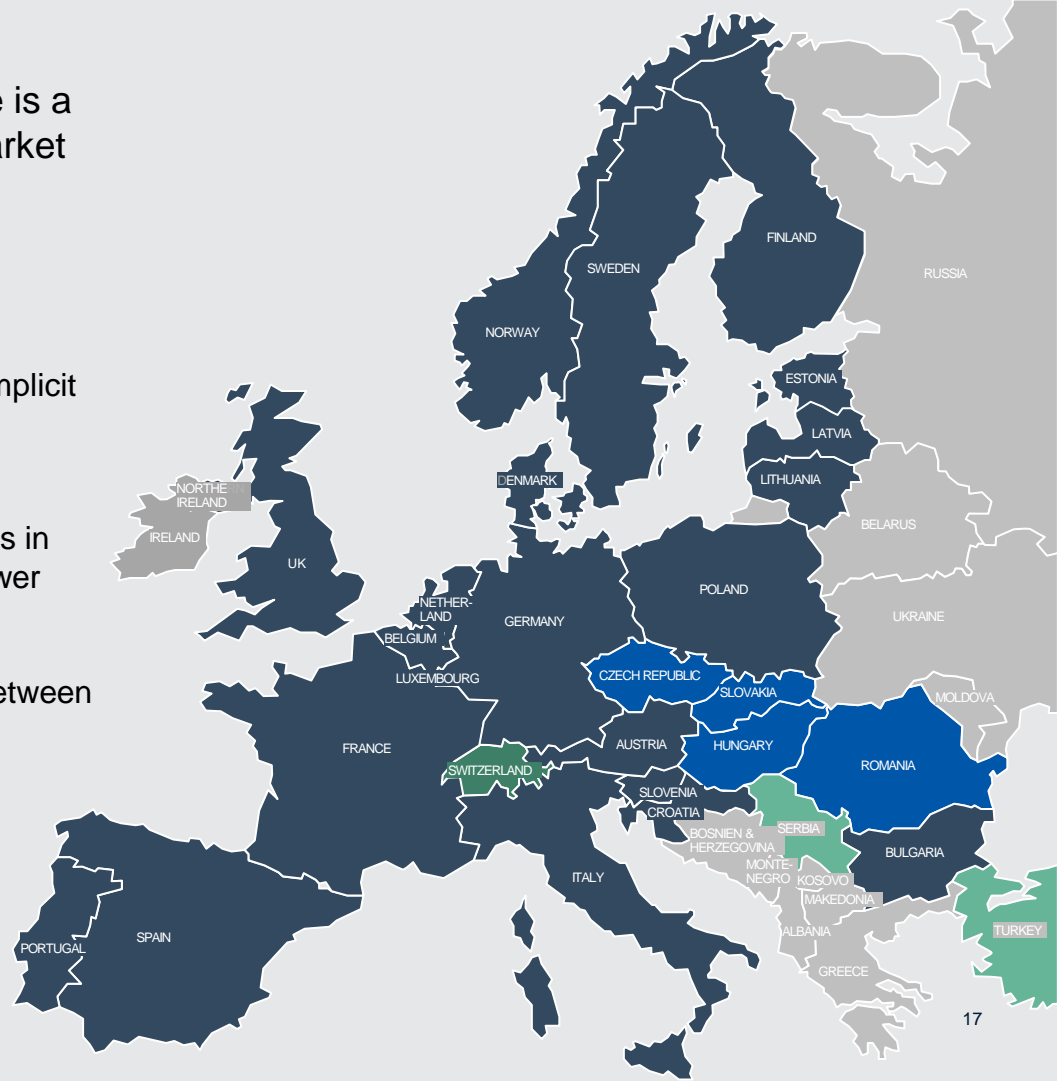 e is a
arket
mplicit
s in
wer
etween
FINLAND
SWEDEN
RUSSIA
NORWAY
ESTONIA
LATVIA
LITHUANIA
DENMARK
NORTHERN
IRELAND
IRELAND
UK
BELARUS
POLAND
NETHER-
LAND
GERMANY
BELGIUM
UKRAINE
LUXEMBOURG
CZECH REPUBLIC
SLOVAKIA
MOLDOVA
FRANCE
AUSTRIA
HUNGARY
ROMANIA
SWITZERLAND
SLOVENIA
CROATIA
BOSNIEN &
HERZEGOVINA
SERBIA
BULGARIA
ITALY
MONTE-
NEGRO
KOSOVO
MAKEDONIA
ALBANIA
GREECE
TURKEY
PORTUGAL
SPAIN
17